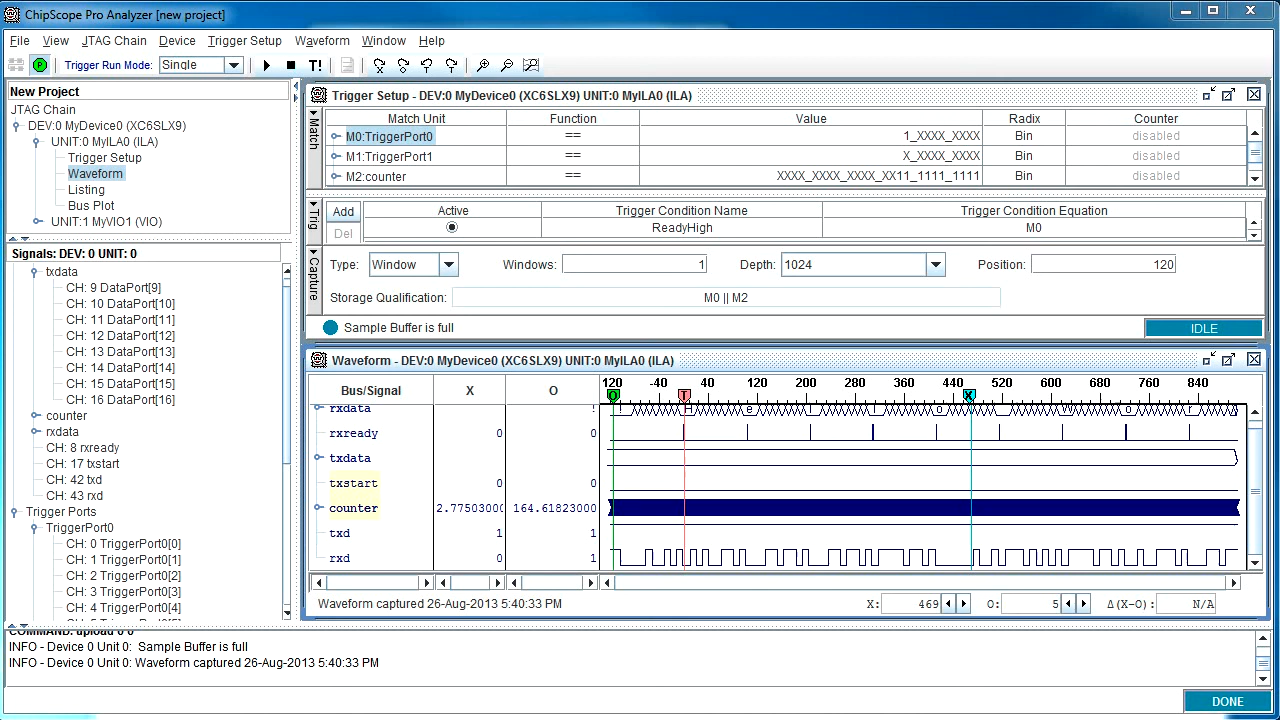 ChipScope Pro Analyzer [new project]
File View JTAG Chain Device Trigger Setup Waveform Window Help
Trigger Run Mode: Single T!
New Project
JTAG Chain
DEV:0 MyDevice0 (XC6SLX9)
UNIT:0 MyILA0 (ILA)
Trigger Setup
Waveform
Listing
Bus Plot
UNIT:1 MyVIO1 (VIO)
Signals: DEV: 0 UNIT: 0
txdata
CH: 9 DataPort[9]
CH: 10 DataPort[10]
CH: 11 DataPort[11]
CH: 12 DataPort[12]
CH: 13 DataPort[13]
CH: 14 DataPort[14]
CH: 15 DataPort[15]
CH: 16 DataPort[16]
counter
rxdata
CH: 8 rxready
CH: 17 txstart
CH: 42 txd
CH: 43 rxd
Trigger Ports
TriggerPort0
CH: 0 TriggerPort0[0]
CH: 1 TriggerPort0[1]
CH: 2 TriggerPort0[2]
CH: 3 TriggerPort0[3]
CH: 4 TriggerPort0[4]
Trigger Setup - DEV:0 MyDevice0 (XC6SLX9) UNIT:0 MyILA0 (ILA)
Match
Match Unit Function Value Radix Counter
M0:TriggerPort0 == 1_XXXX_XXXX Bin disabled
M1:TriggerPort1 == X_XXXX_XXXX Bin disabled
M2:counter == XXXX_XXXX_XXXX_XX11_1111_1111 Bin disabled
Trig
Add Active Trigger Condition Name Trigger Condition Equation
Del ReadyHigh M0
Capture
Type: Window Windows: 1 Depth: 1024 Position: 120
Storage Qualification: M0 || M2
Sample Buffer is full IDLE
Waveform - DEV:0 MyDevice0 (XC6SLX9) UNIT:0 MyILA0 (ILA)
Bus/Signal X O 120 -40 40 120 200 280 360 440 520 600 680 760 840
O T X
rxdata
rxready 0 0
txdata
txstart 0 0
counter 2.77503000 164.61823000
txd 1 1
rxd 0 1
Waveform captured 26-Aug-2013 5:40:33 PM X: 469 O: 5 Δ(X-O): N/A
COMMAND: upload 0 0
INFO - Device 0 Unit 0: Sample Buffer is full
INFO - Device 0 Unit 0: Waveform captured 26-Aug-2013 5:40:33 PM
DONE